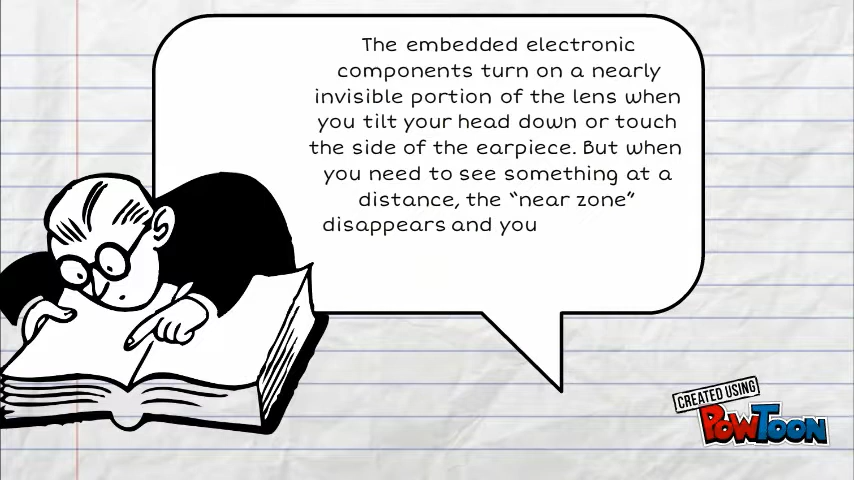 The embedded electronic
components turn on a nearly
invisible portion of the lens when
you tilt your head down or touch
the side of the earpiece. But when
you need to see something at a
distance, the “near zone”
disappears and you
CREATED USING
POWTOON